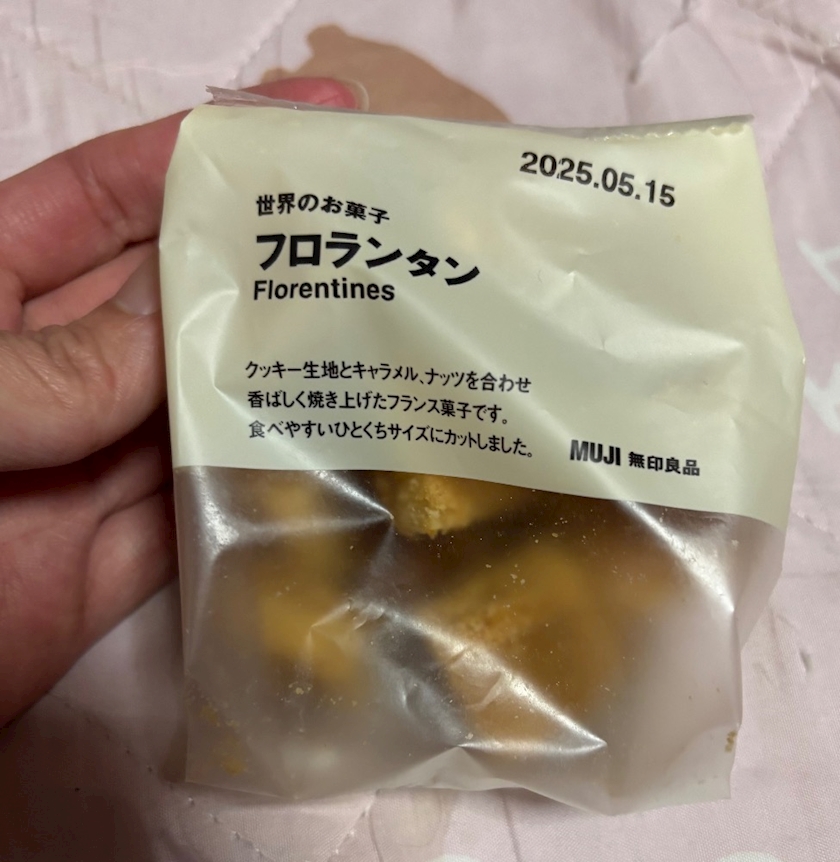 2025.05.15
世界のお菓子
フロランタン
Florentines
クッキー生地とキャラメル、ナッツを合わせ
香ばしく焼き上げたフランス菓子です。
食べやすいひとくちサイズにカットしました。
MUJI 無印良品